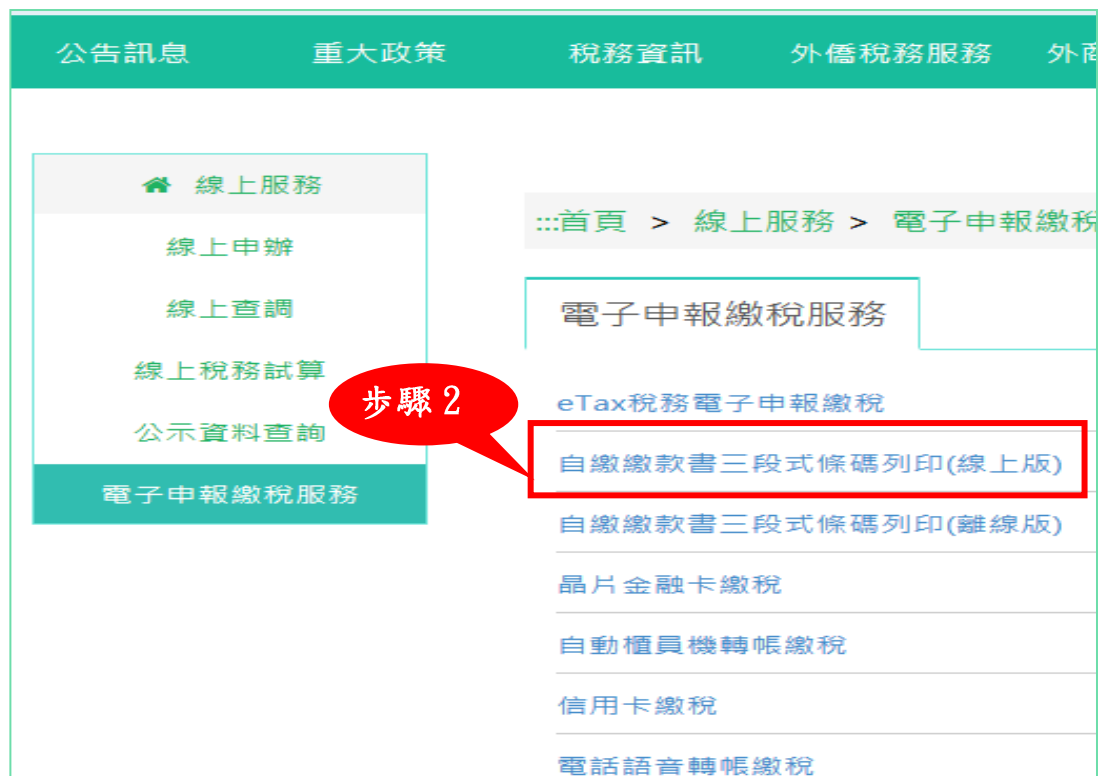 公告訊息 重大政策 稅務資訊 外僑稅務服務 外商
線上服務
線上申辦
線上查調
線上稅務試算
公示資料查詢
電子申報繳稅服務
:::首頁 > 線上服務 > 電子申報繳稅
電子申報繳稅服務
步驟 2
eTax稅務電子申報繳稅
自繳繳款書三段式條碼列印(線上版)
自繳繳款書三段式條碼列印(離線版)
晶片金融卡繳稅
自動櫃員機轉帳繳稅
信用卡繳稅
電話語音轉帳繳稅